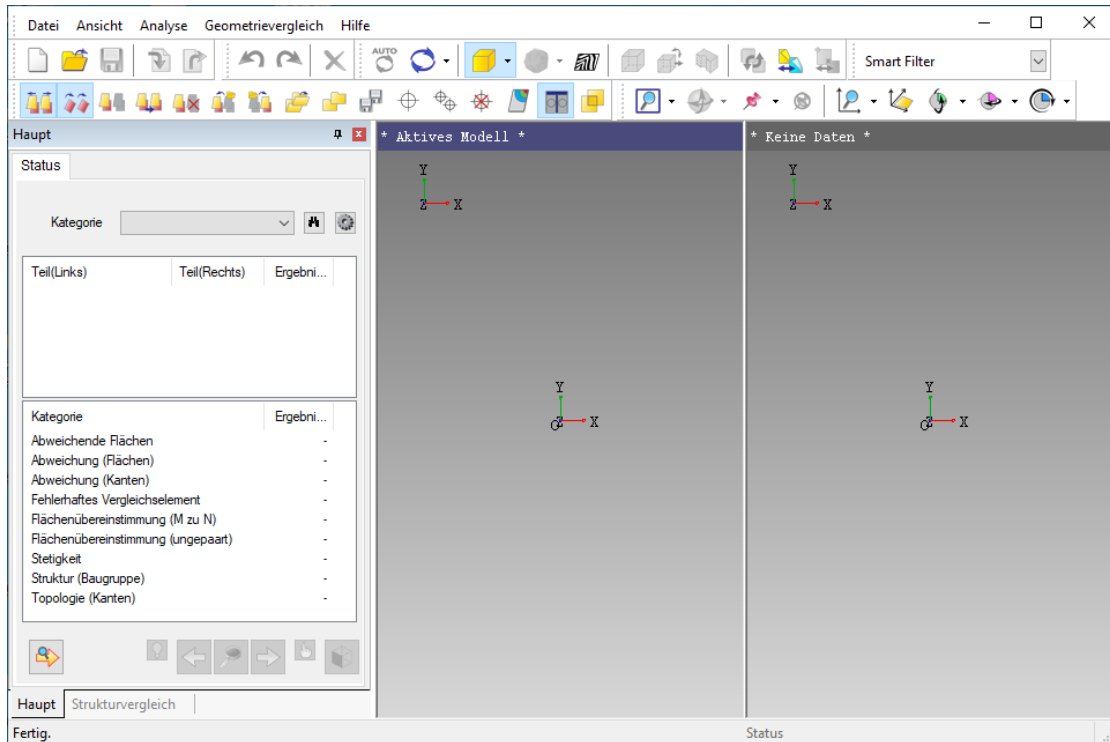 Datei Ansicht Analyse Geometrievergleich Hilfe
AUTO
Smart Filter
Haupt
* Aktives Modell *
* Keine Daten *
Status
Y
Z X
Y
Z X
Kategorie
Teil(Links) Teil(Rechts) Ergebni...
Kategorie Ergebni...
Abweichende Flächen -
Abweichung (Flächen) -
Abweichung (Kanten) -
Fehlerhaftes Vergleichselement -
Flächenübereinstimmung (M zu N) -
Flächenübereinstimmung (ungepaart) -
Stetigkeit -
Struktur (Baugruppe) -
Topologie (Kanten) -
Y
Z X
Y
Z X
Haupt Strukturvergleich
Fertig.
Status